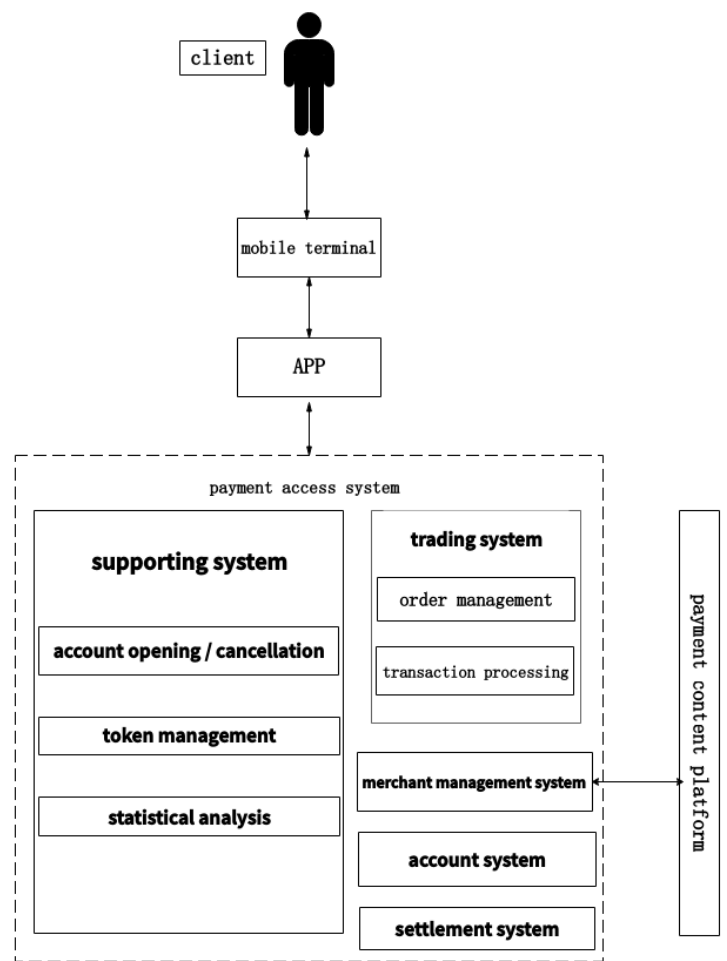 client
mobile terminal
APP
payment access system
supporting system
account opening / cancellation
token management
statistical analysis
trading system
order management
transaction processing
merchant management system
account system
settlement system
payment content platform